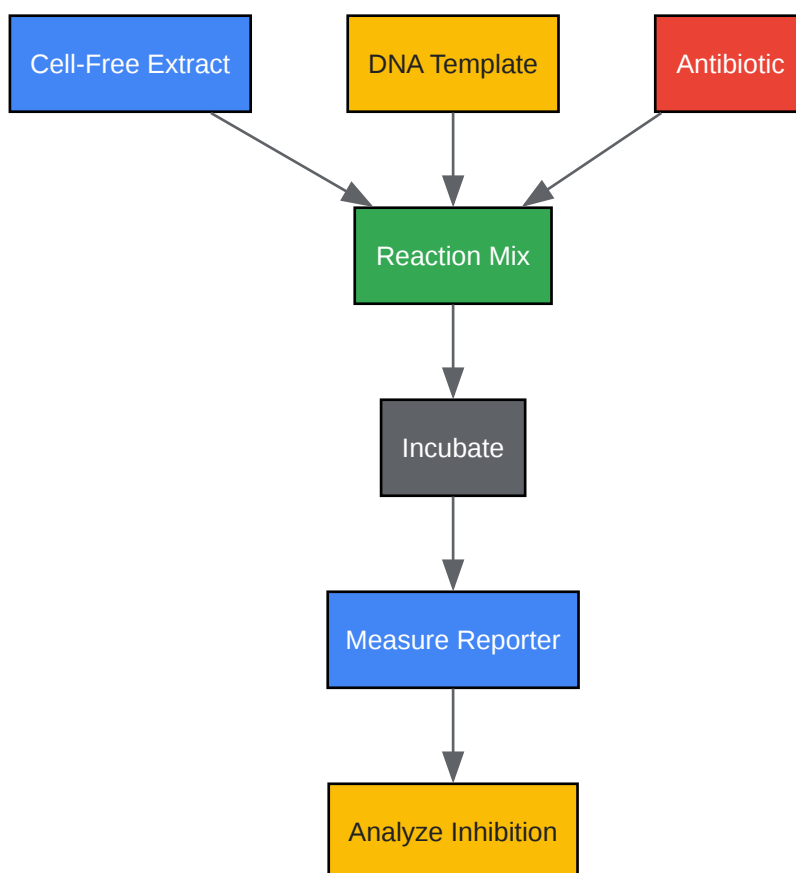 Cell-Free Extract
DNA Template
Antibiotic
Reaction Mix
Incubate
Measure Reporter
Analyze Inhibition